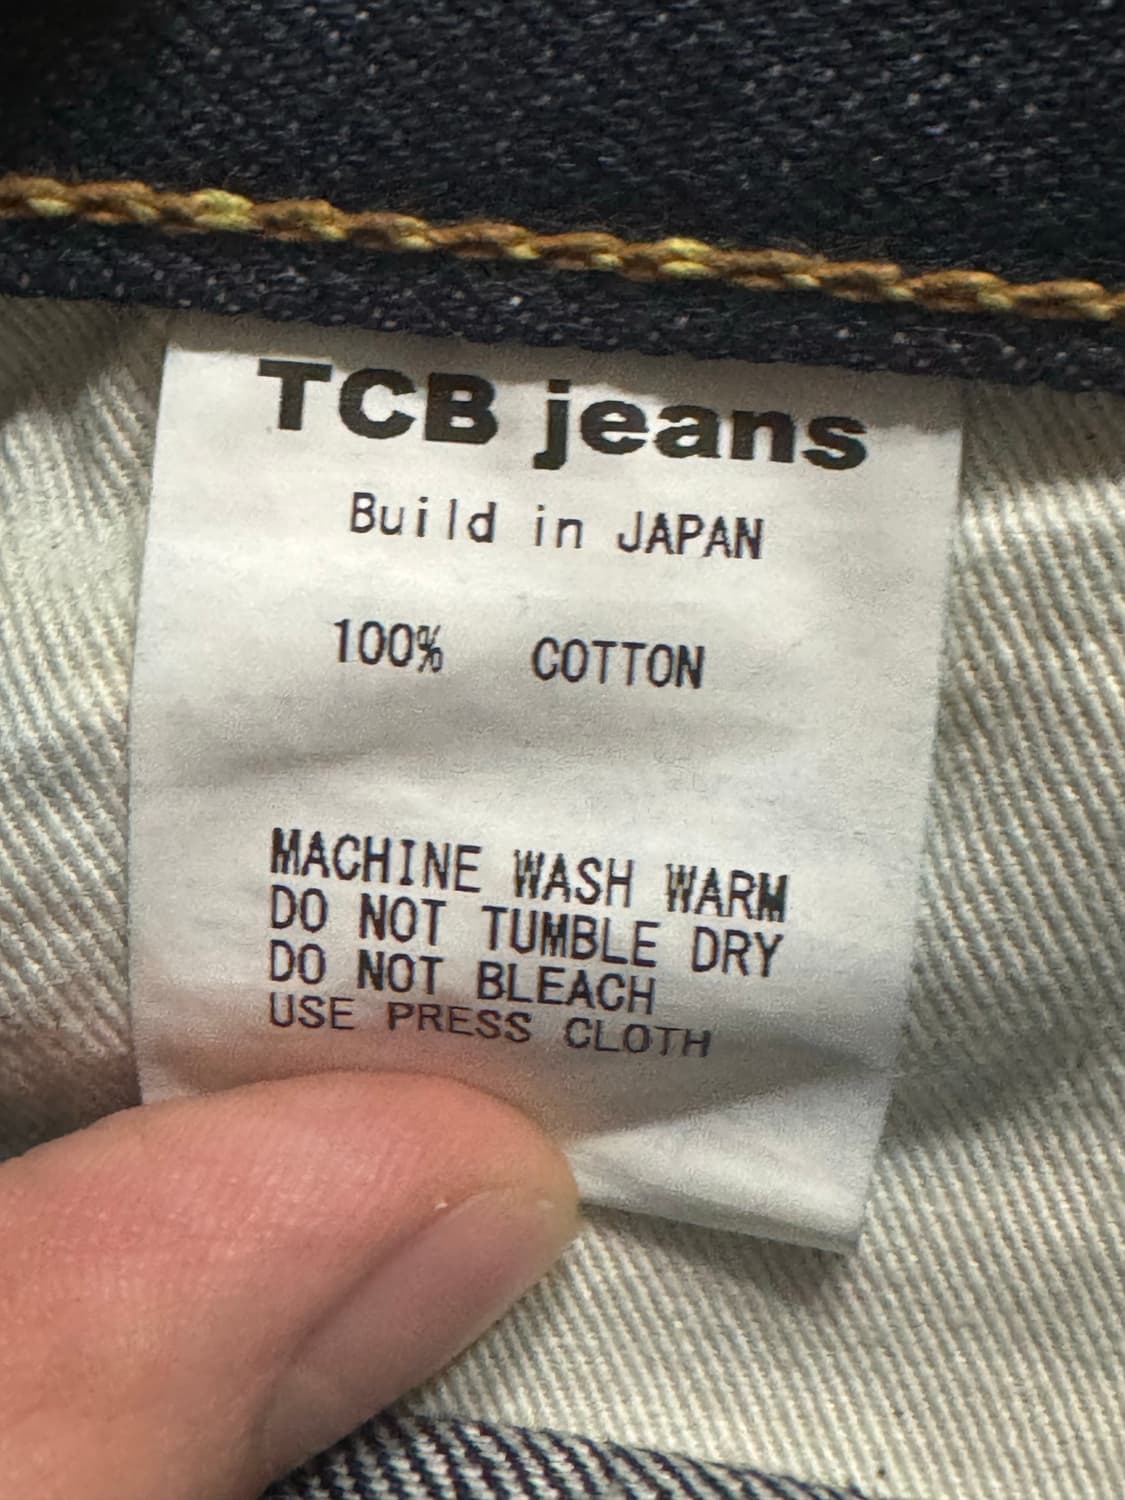 TCB jeans
Build in JAPAN
100% COTTON
MACHINE WASH WARM
DO NOT TUMBLE DRY
DO NOT BLEACH
USE PRESS CLOTH